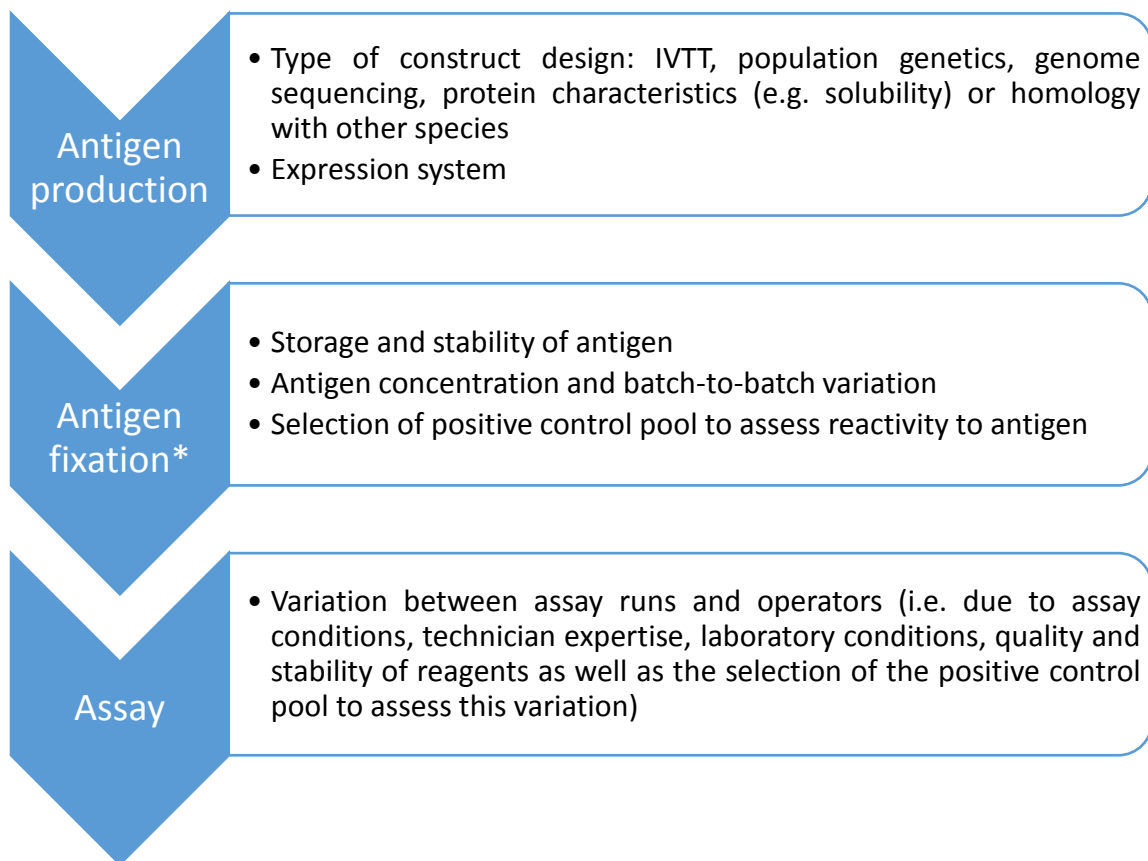 Antigen
production
• Type of construct design: IVTT, population genetics, genome
sequencing, protein characteristics (e.g. solubility) or homology
with other species
• Expression system
Antigen
fixation*
• Storage and stability of antigen
• Antigen concentration and batch-to-batch variation
• Selection of positive control pool to assess reactivity to antigen
Assay
• Variation between assay runs and operators (i.e. due to assay
conditions, technician expertise, laboratory conditions, quality and
stability of reagents as well as the selection of the positive control
pool to assess this variation)